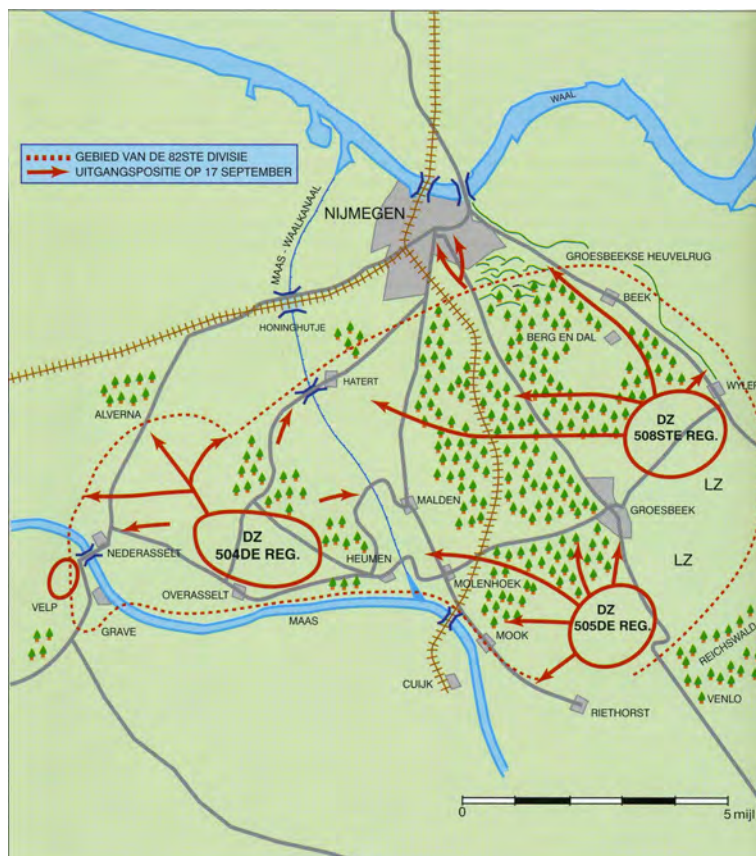 WAAL
GEBIED VAN DE 82STE DIVISIE
UITGANGSPOSITIE OP 17 SEPTEMBER
MAAS - WAALKANAAL
NIJMEGEN
GROESBEEKSE HEUVELRUG
BEEK
HONINGHUTJE
BERG EN DAL
HATERT
WYLER
ALVERNA
DZ
508STE REG.
LZ
MALDEN
GROESBEEK
DZ
504DE REG.
NEDERASSELT
HEUMEN
LZ
MOLENHOEK
VELP
OVERASSELT
DZ
505DE REG.
GRAVE
MAAS
MOOK
REICHSWALD
CUIJK
VENLO
RIETHORST
0
5 mijl